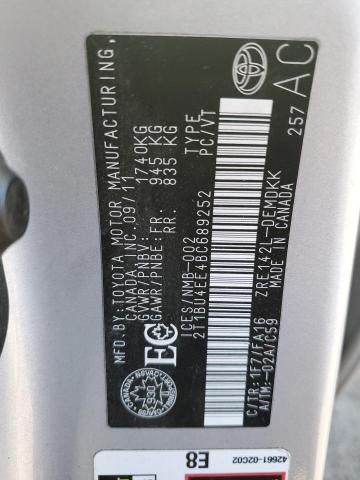 MFD.BY:TOYOTA MOTOR MANUFACTURING,
CANADA INC.09/11
GVWR/PNBV: 1740KG
GAWR/PNBE:FR: 945 KG
RR: 835 KG
EC
ICES/NMB-002
2T1BU4EE4BC689252
TYPE
PC/VT
C/TR:1F7/FA16
A/TM:-02A/C59
ZRE142L-DEMDKK
MADE IN CANADA
257
AC
930
42661-02C02
E8